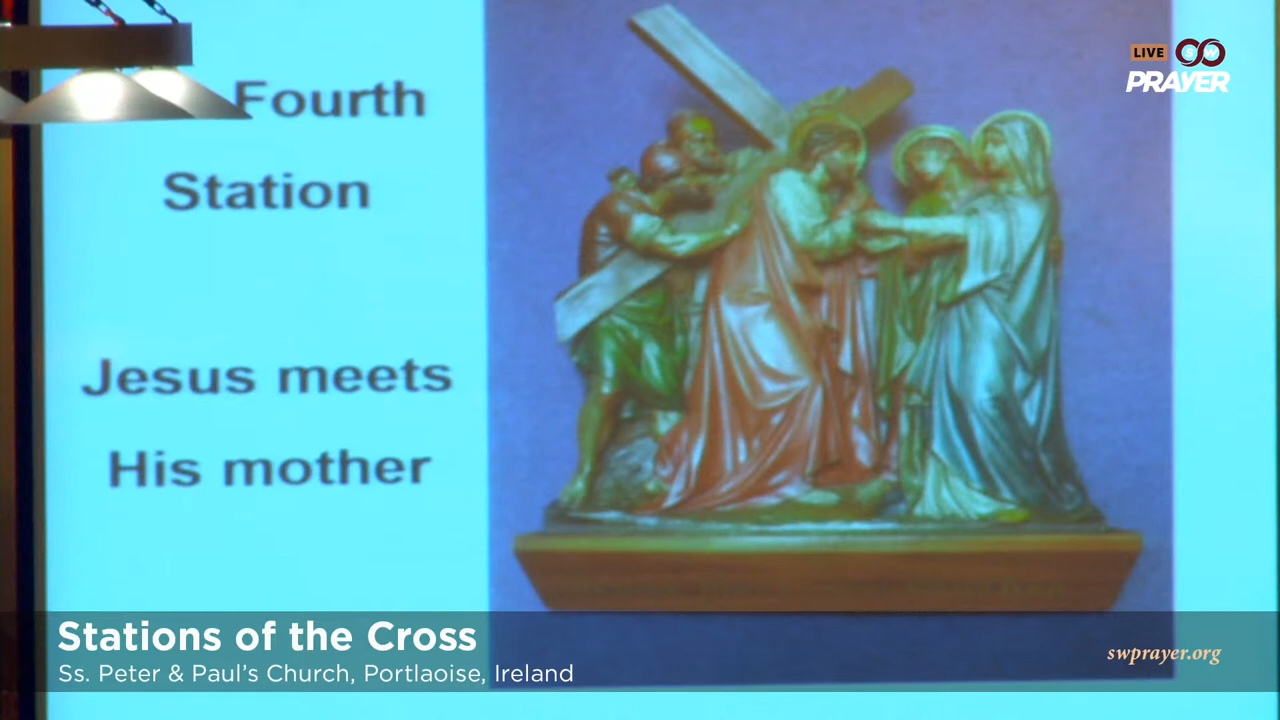 Fourth
Station
Jesus meets
His mother
LIVE
SW
PRAYER
Stations of the Cross
Ss. Peter & Paul's Church, Portlaoise, Ireland
swprayer.org